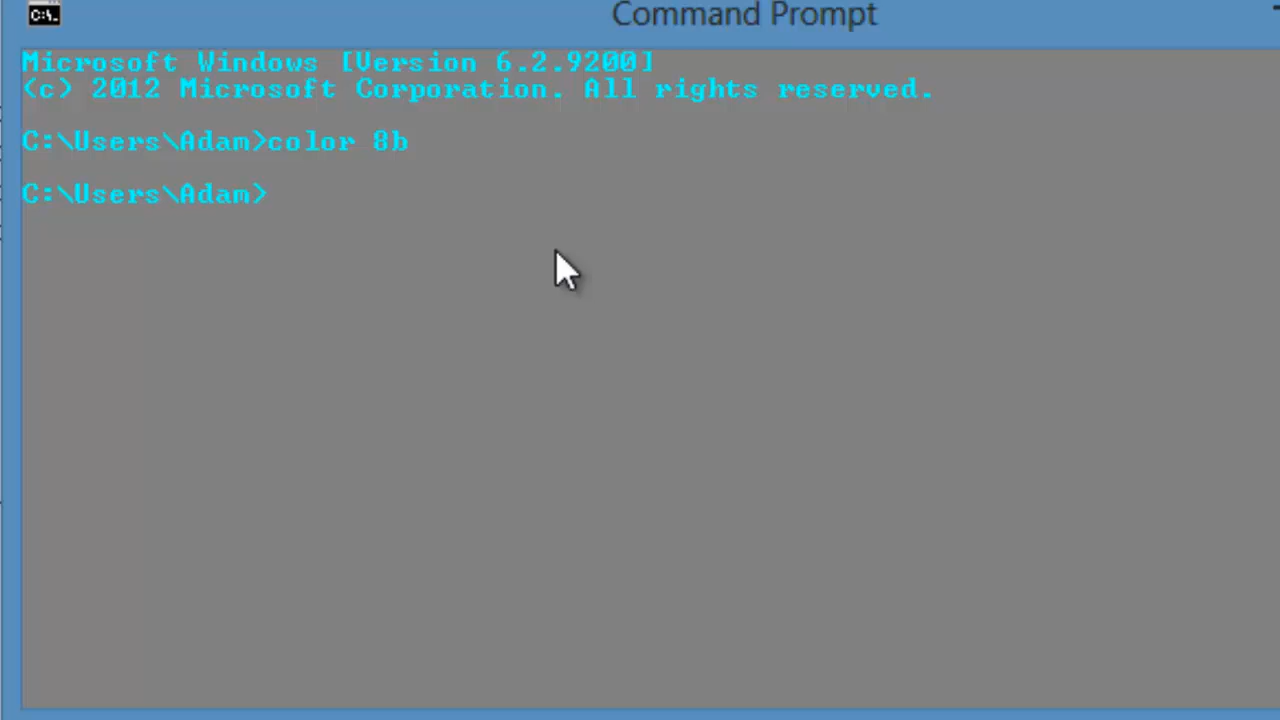 C:\.
Command Prompt
Microsoft Windows [Version 6.2.9200]
(c) 2012 Microsoft Corporation. All rights reserved.
C:\Users\Adam>color 8b
C:\Users\Adam>